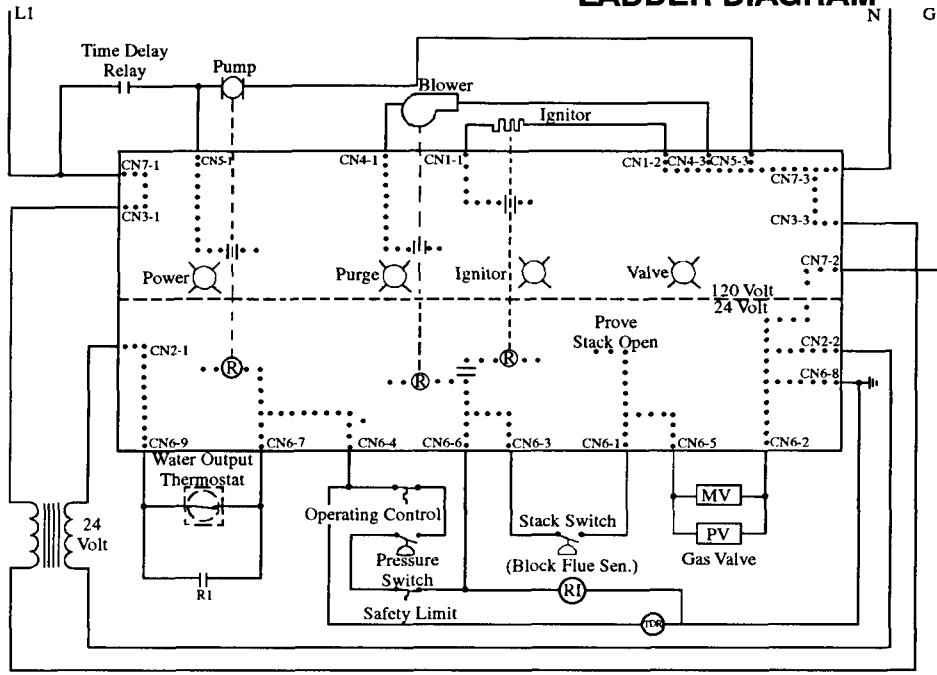 LADDER DIAGRAM
L1
N
G
Time Delay
Relay
Pump
Blower
Ignitor
CN7-1
CN5-1
CN4-1
CN1-1
CN1-2
CN4-3
CN5-3
CN7-3
CN3-1
CN3-3
CN7-2
Power
Purge
Ignitor
Valve
120 Volt
24 Volt
Prove
Stack Open
CN2-1
CN2-2
CN6-8
R
R
R
CN6-9
CN6-7
CN6-4
CN6-6
CN6-3
CN6-1
CN6-5
CN6-2
Water Output
Thermostat
Operating Control
Stack Switch
(Block Flue Sen.)
MV
PV
Gas Valve
24
Volt
Pressure
Switch
R1
RI
Safety Limit
TDR